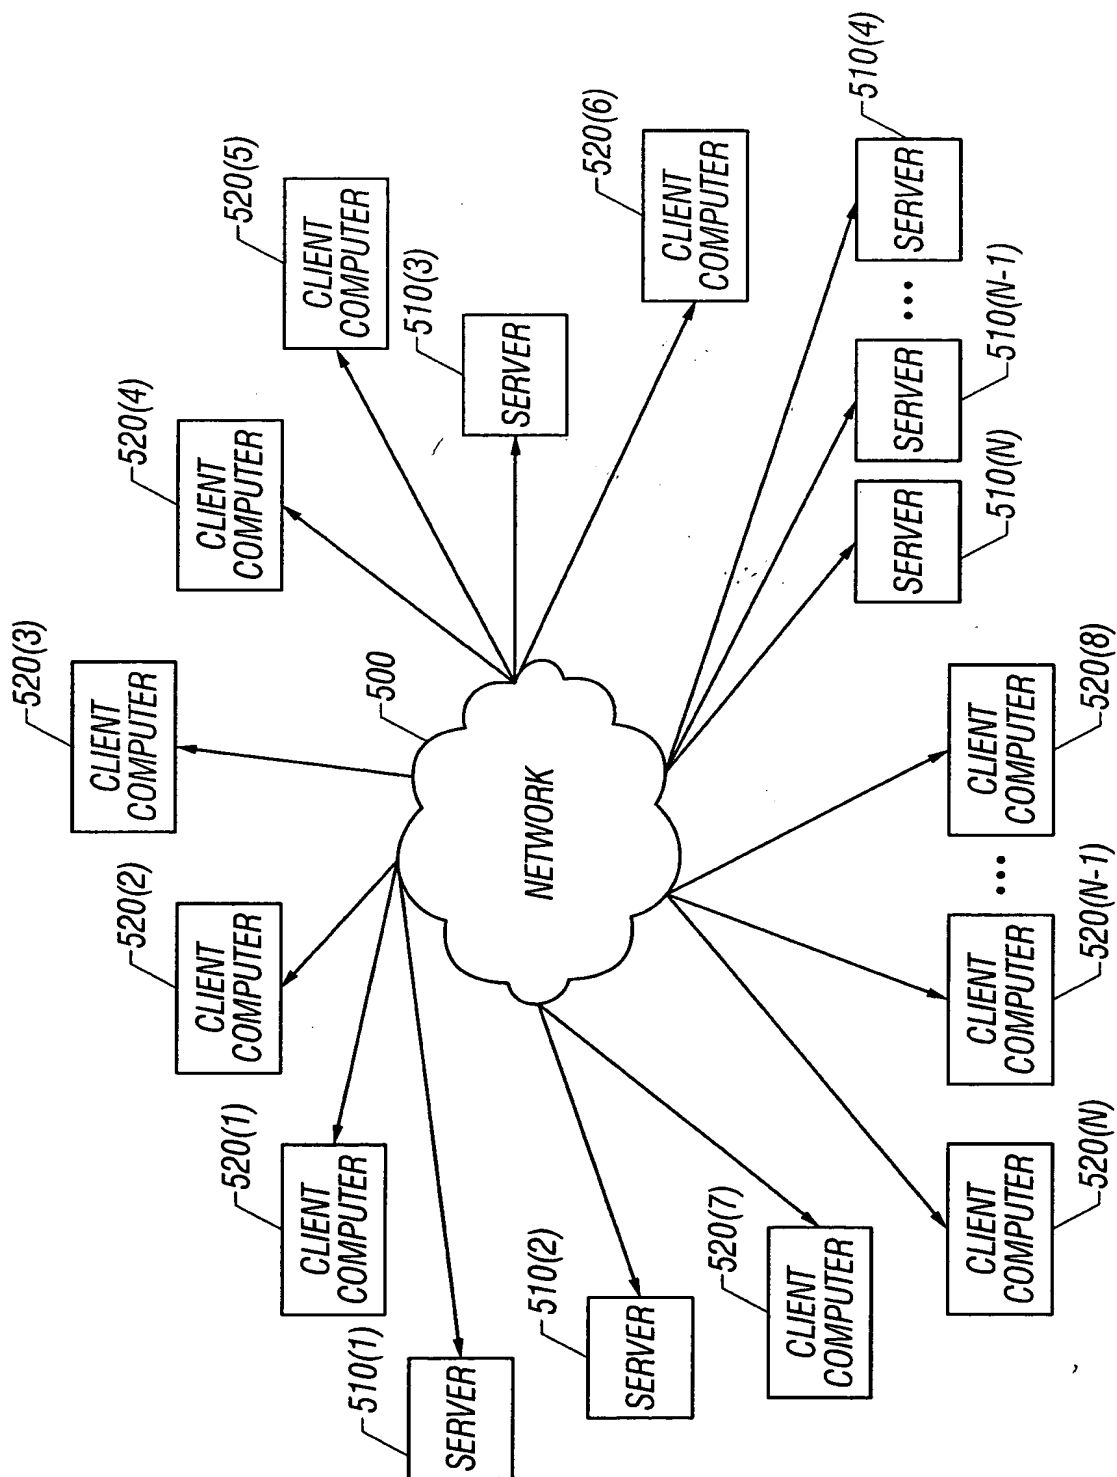 520(3)
CLIENT
COMPUTER
520(2)
CLIENT
COMPUTER
520(4)
CLIENT
COMPUTER
520(1)
CLIENT
COMPUTER
520(5)
CLIENT
COMPUTER
510(1)
SERVER
510(3)
SERVER
500
NETWORK
510(2)
SERVER
520(6)
CLIENT
COMPUTER
520(7)
CLIENT
COMPUTER
SERVER
510(N)
SERVER
510(N-1)
•••
SERVER
510(4)
CLIENT
COMPUTER
520(N)
CLIENT
COMPUTER
520(N-1)
•••
CLIENT
COMPUTER
520(8)